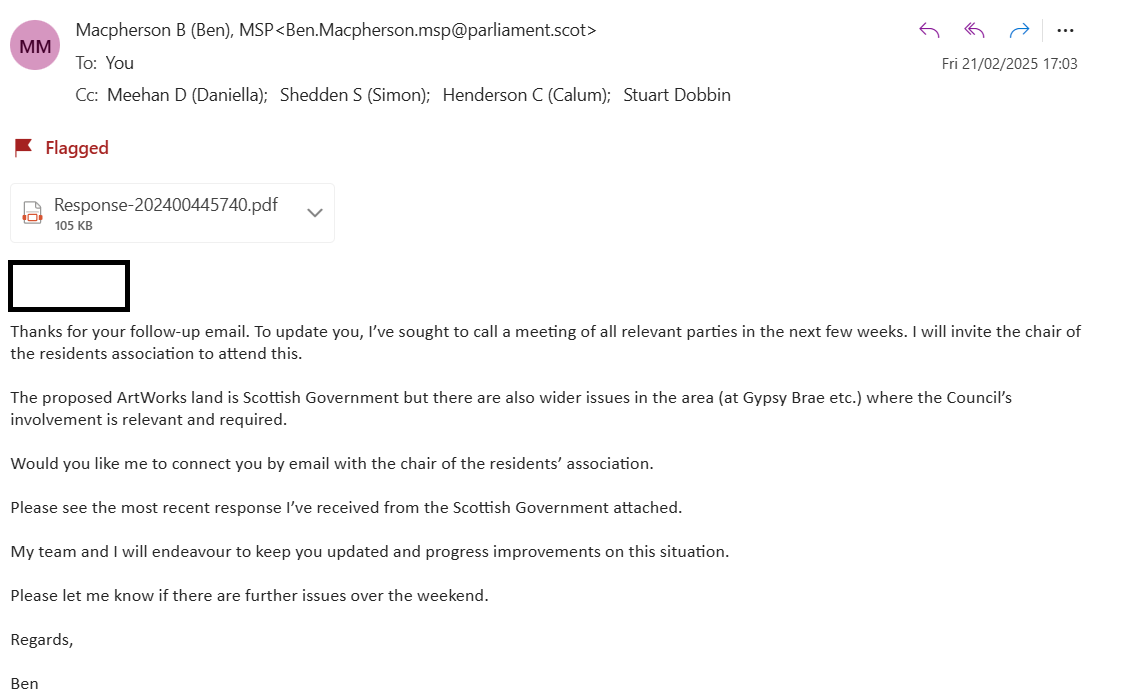 MM
Macpherson B (Ben), MSP<Ben.Macpherson.msp@parliament.scot>
To: You
Fri 21/02/2025 17:03
Cc: Meehan D (Daniella); Shedden S (Simon); Henderson C (Calum); Stuart Dobbin
Flagged
Response-202400445740.pdf
105 KB
Thanks for your follow-up email. To update you, I’ve sought to call a meeting of all relevant parties in the next few weeks. I will invite the chair of
the residents association to attend this.
The proposed ArtWorks land is Scottish Government but there are also wider issues in the area (at Gypsy Brae etc.) where the Council’s
involvement is relevant and required.
Would you like me to connect you by email with the chair of the residents’ association.
Please see the most recent response I’ve received from the Scottish Government attached.
My team and I will endeavour to keep you updated and progress improvements on this situation.
Please let me know if there are further issues over the weekend.
Regards,
Ben